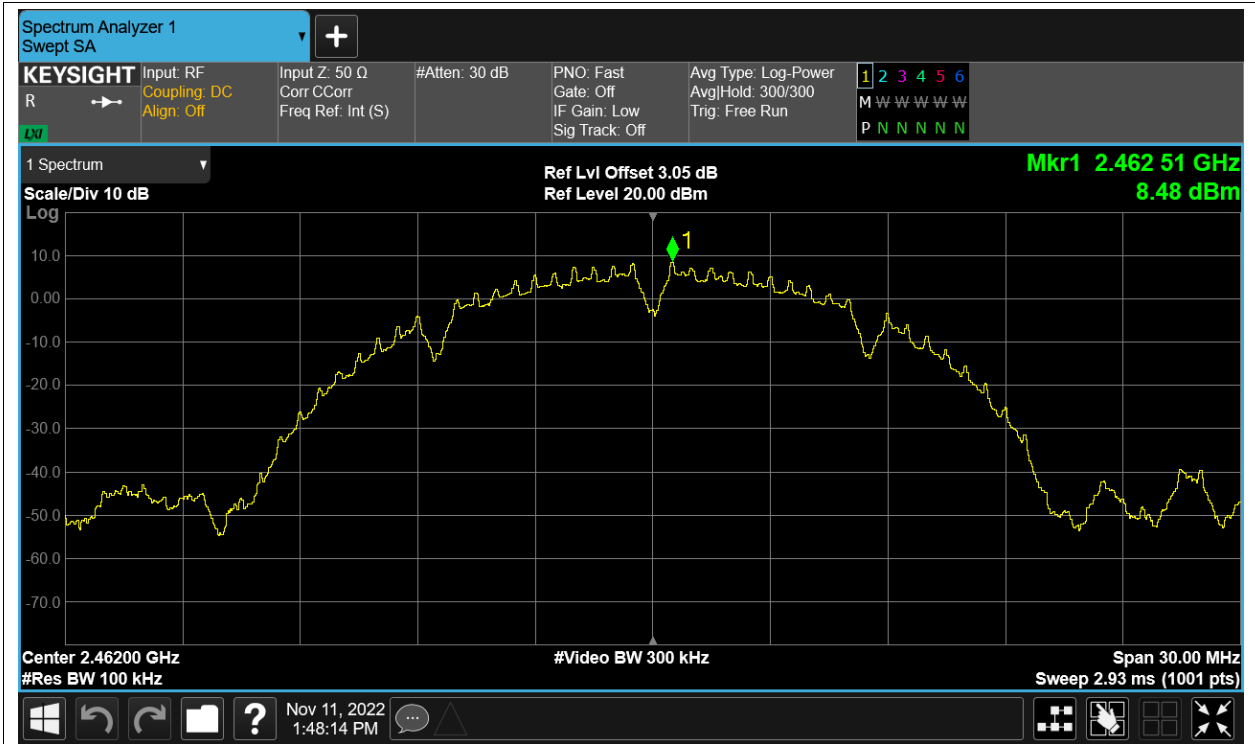 Spectrum Analyzer 1
Swept SA
KEYSIGHT
R
LXI
Input: RF
Coupling: DC
Align: Off
Input Z: 50 Ω
Corr CCorr
Freq Ref: Int (S)
#Atten: 30 dB
PNO: Fast
Gate: Off
IF Gain: Low
Sig Track: Off
Avg Type: Log-Power
Avg|Hold: 300/300
Trig: Free Run
1 2 3 4 5 6
M W W W W W W
P N N N N N N
1 Spectrum
Scale/Div 10 dB
Log
Ref Lvl Offset 3.05 dB
Ref Level 20.00 dBm
Mkr1 2.462 51 GHz
8.48 dBm
1
10.0
0.00
-10.0
-20.0
-30.0
-40.0
-50.0
-60.0
-70.0
Center 2.46200 GHz
#Video BW 300 kHz
Span 30.00 MHz
#Res BW 100 kHz
Sweep 2.93 ms (1001 pts)
?
Nov 11, 2022
1:48:14 PM